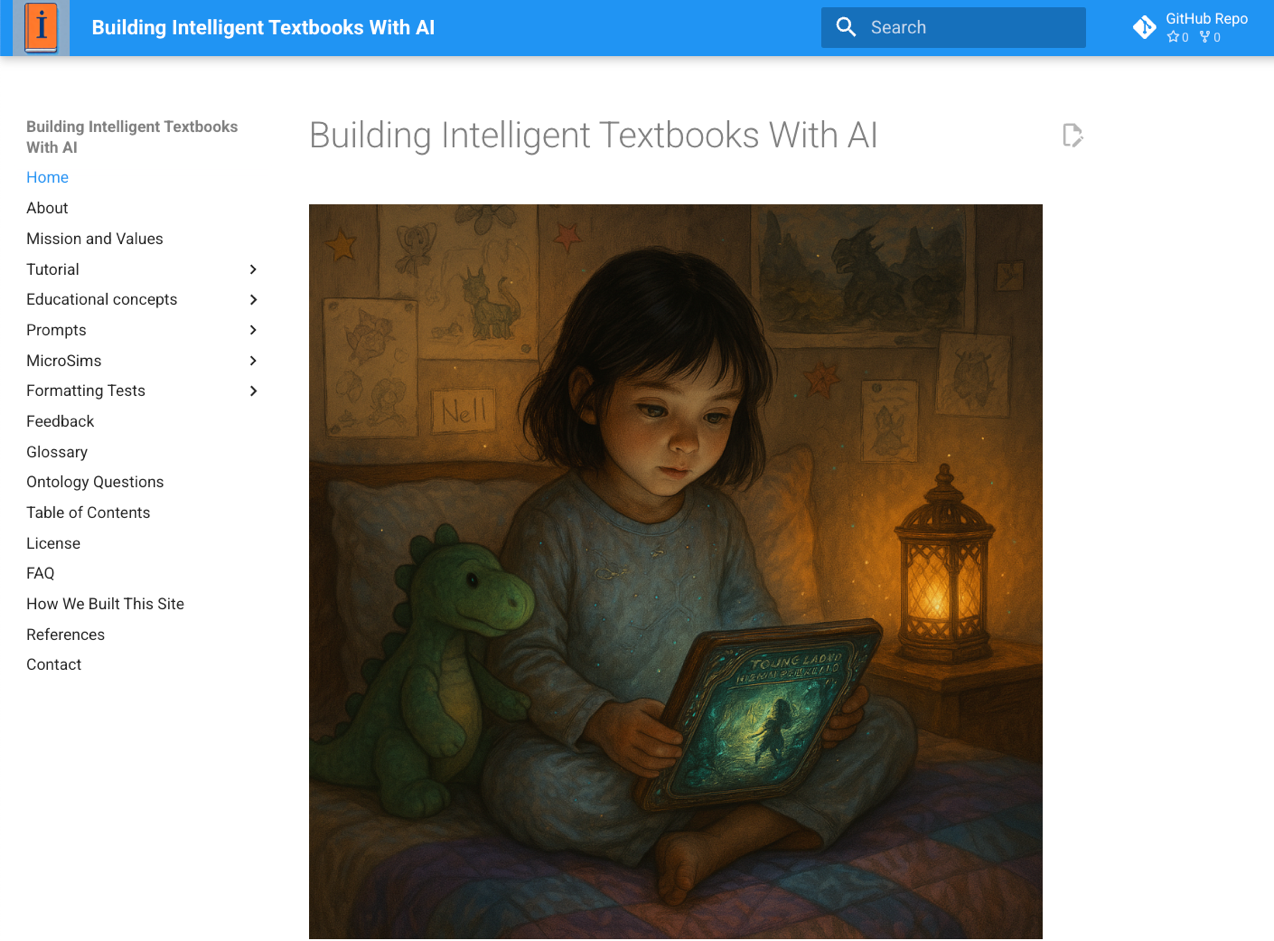 Building Intelligent Textbooks With AI
Search
GitHub Repo
0 0
Building Intelligent Textbooks
With AI
Home
About
Mission and Values
Tutorial
Educational concepts
Prompts
MicroSims
Formatting Tests
Feedback
Glossary
Ontology Questions
Table of Contents
License
FAQ
How We Built This Site
References
Contact
Building Intelligent Textbooks With AI
Nell
YOUNG